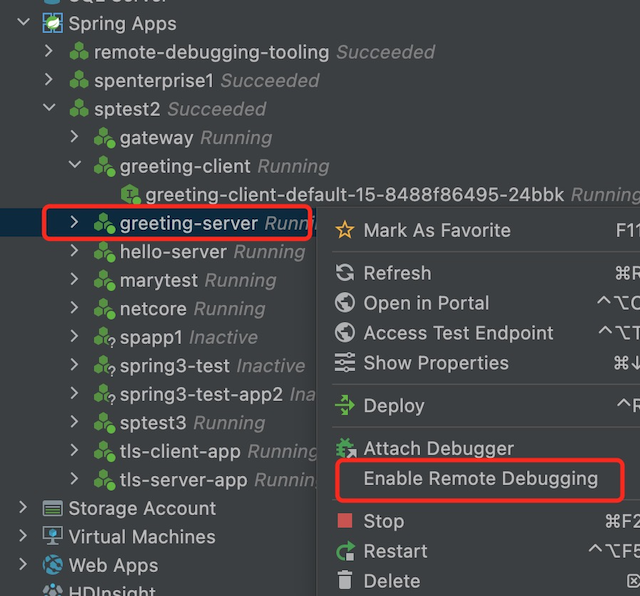 SQL Server
Spring Apps
remote-debugging-tooling Succeeded
spenterprise1 Succeeded
sptest2 Succeeded
gateway Running
greeting-client Running
greeting-client-default-15-8488f86495-24bbk Running
greeting-server Runni
hello-server Running
marytest Running
netcore Running
spapp1 Inactive
spring3-test Inactive
spring3-test-app2 Ina
sptest3 Running
tls-client-app Running
tls-server-app Runnin
Storage Account
Virtual Machines
Web Apps
HDInsight
Mark As Favorite F11
Refresh ⌘R
Open in Portal ^⌥O
Access Test Endpoint ^⌥T
Show Properties ⌘↓
Deploy ^R
Attach Debugger
Enable Remote Debugging
Stop ⌘F2
Restart ^⌥F5
Delete ⌦